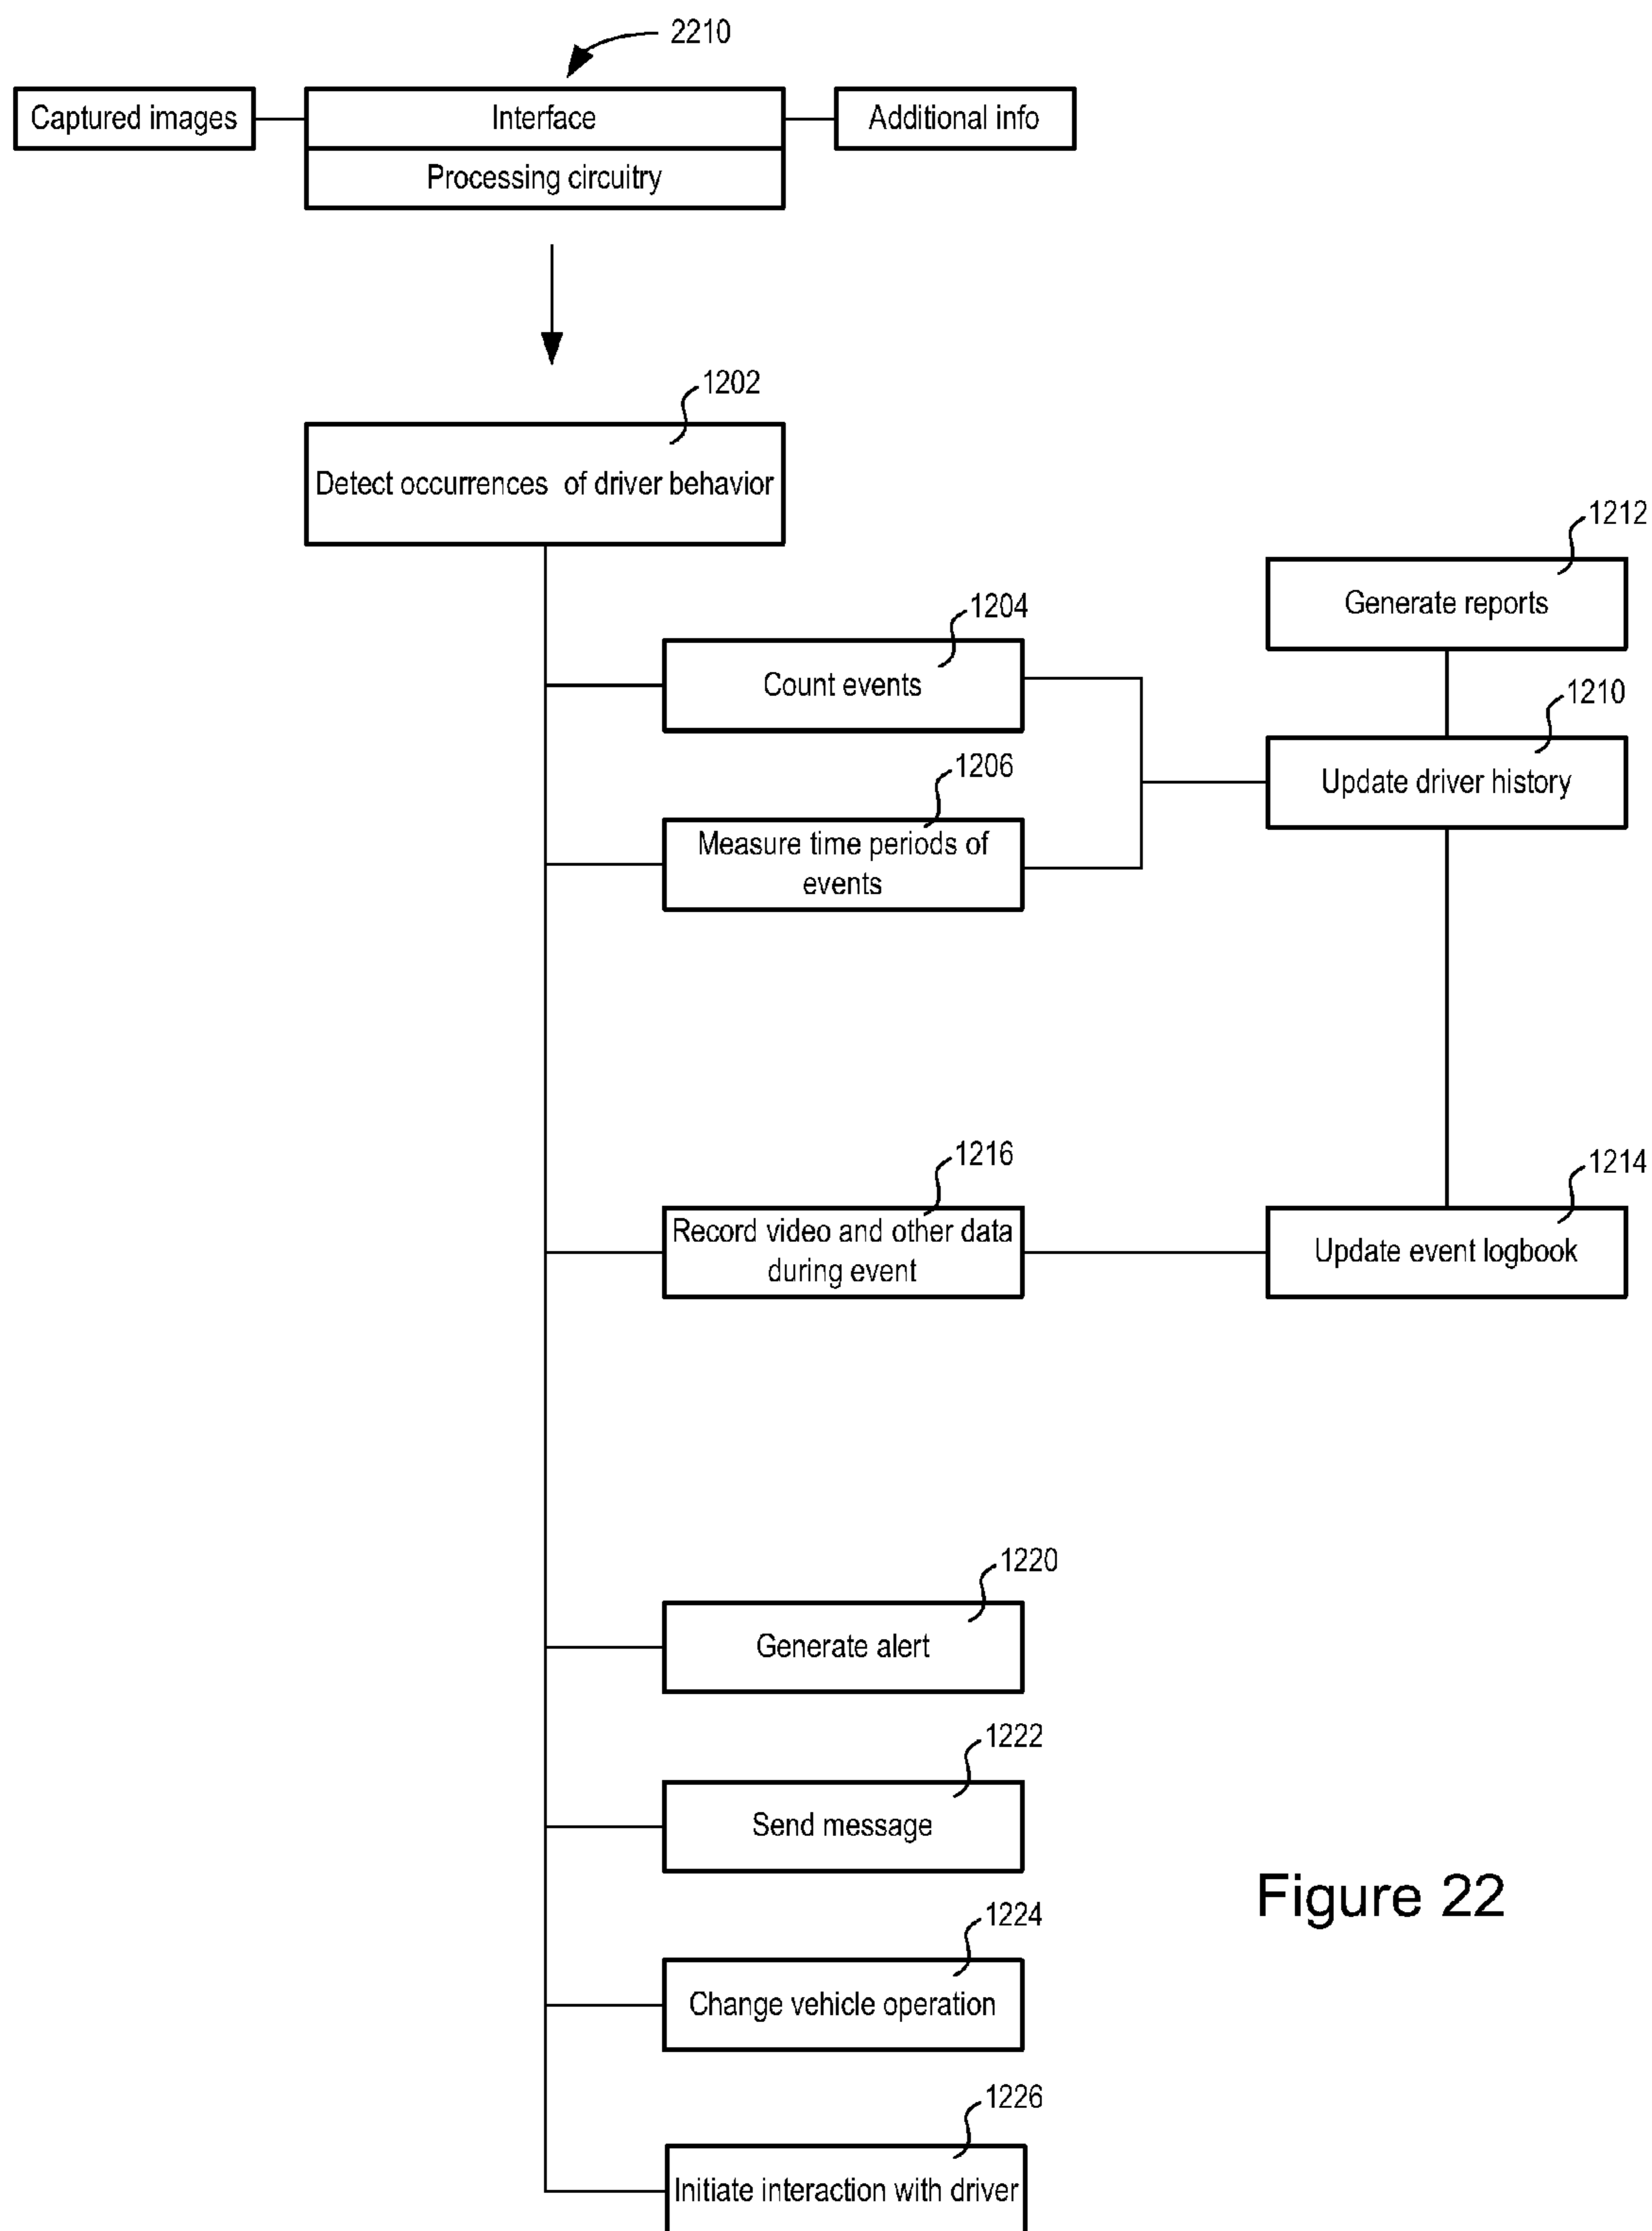 2210
Captured images
Interface
Additional info
Processing circuitry
1202
Detect occurrences of driver behavior
1212
Generate reports
1204
Count events
1210
Update driver history
1206
Measure time periods of
events
1216
Record video and other data
during event
1214
Update event logbook
1220
Generate alert
1222
Send message
Figure 22
1224
Change vehicle operation
1226
Initiate interaction with driver